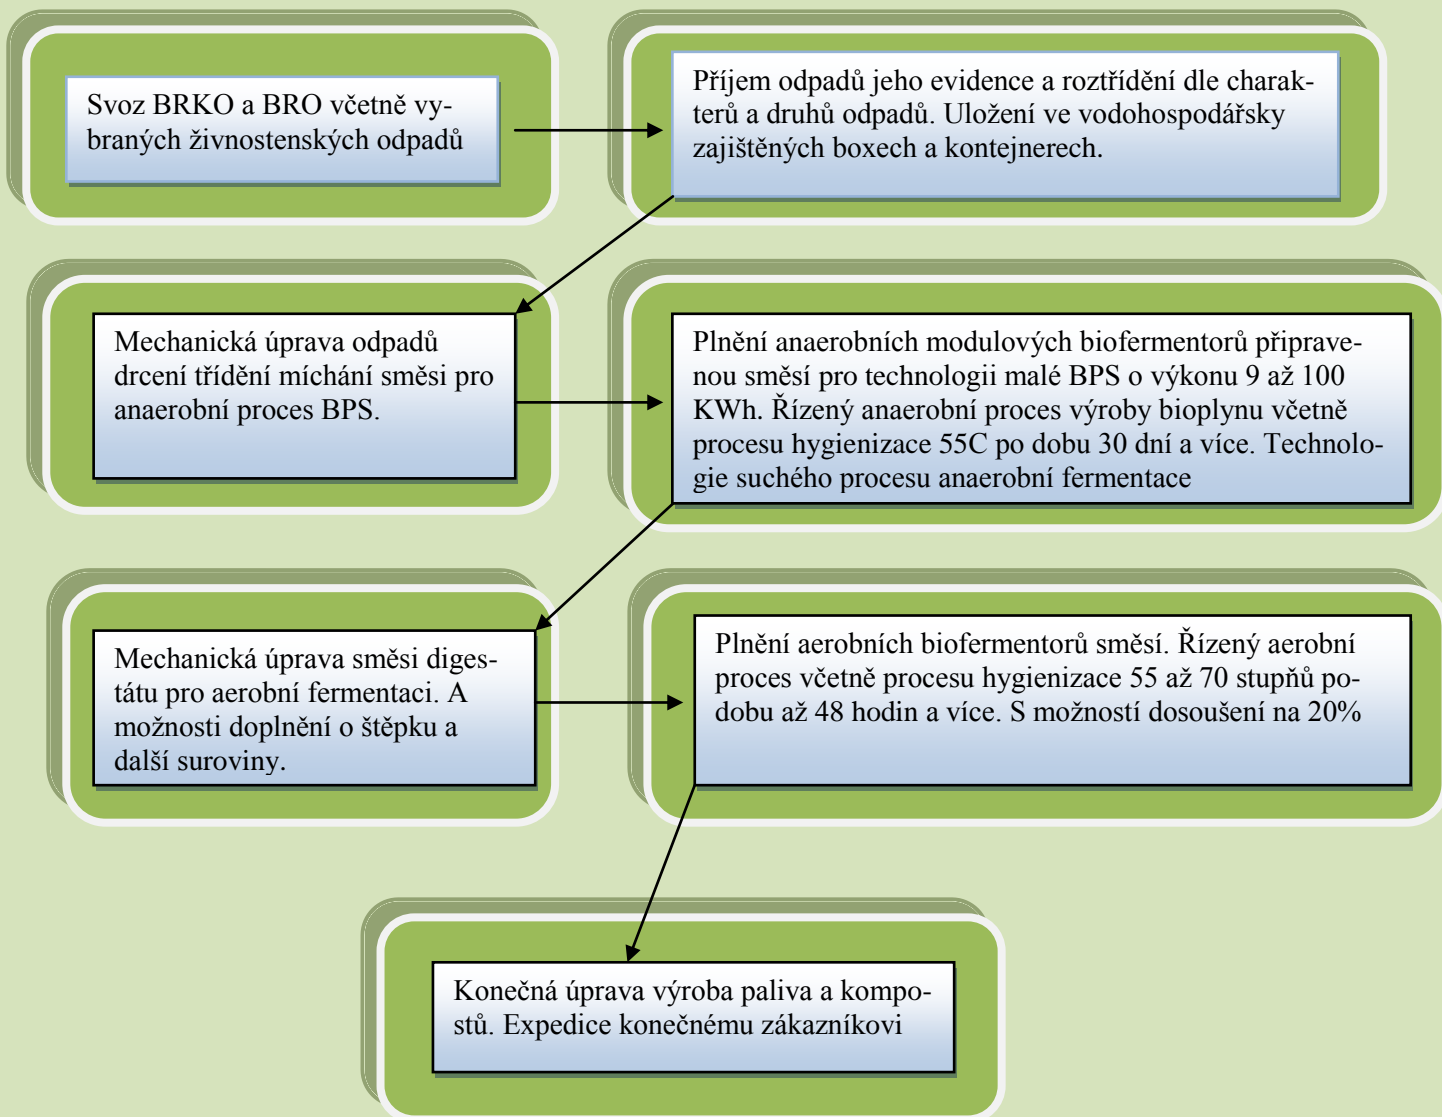 Svoz BRKO a BRO včetně vy-
braných živnostenských odpadů
Příjem odpadů jeho evidence a roztřídění dle charak-
terů a druhů odpadů. Uložení ve vodohospodářsky
zajištěných boxech a kontejnerech.
Mechanická úprava odpadů
drcení třídění míchání směsi pro
anaerobní proces BPS.
Plnění anaerobních modulových biofermentorů připrave-
nou směsí pro technologii malé BPS o výkonu 9 až 100
KWh. Řízený anaerobní proces výroby bioplynu včetně
procesu hygienizace 55C po dobu 30 dní a více. Technolo-
gie suchého procesu anaerobní fermentace
Mechanická úprava směsi diges-
tátu pro aerobní fermentaci. A
možnosti doplnění o štěpku a
další suroviny.
Plnění aerobních biofermentorů směsí. Řízený aerobní
proces včetně procesu hygienizace 55 až 70 stupňů po-
dobu až 48 hodin a více. S možností dosoušení na 20%
Konečná úprava výroba paliva a kompo-
stů. Expedice konečnému zákazníkovi